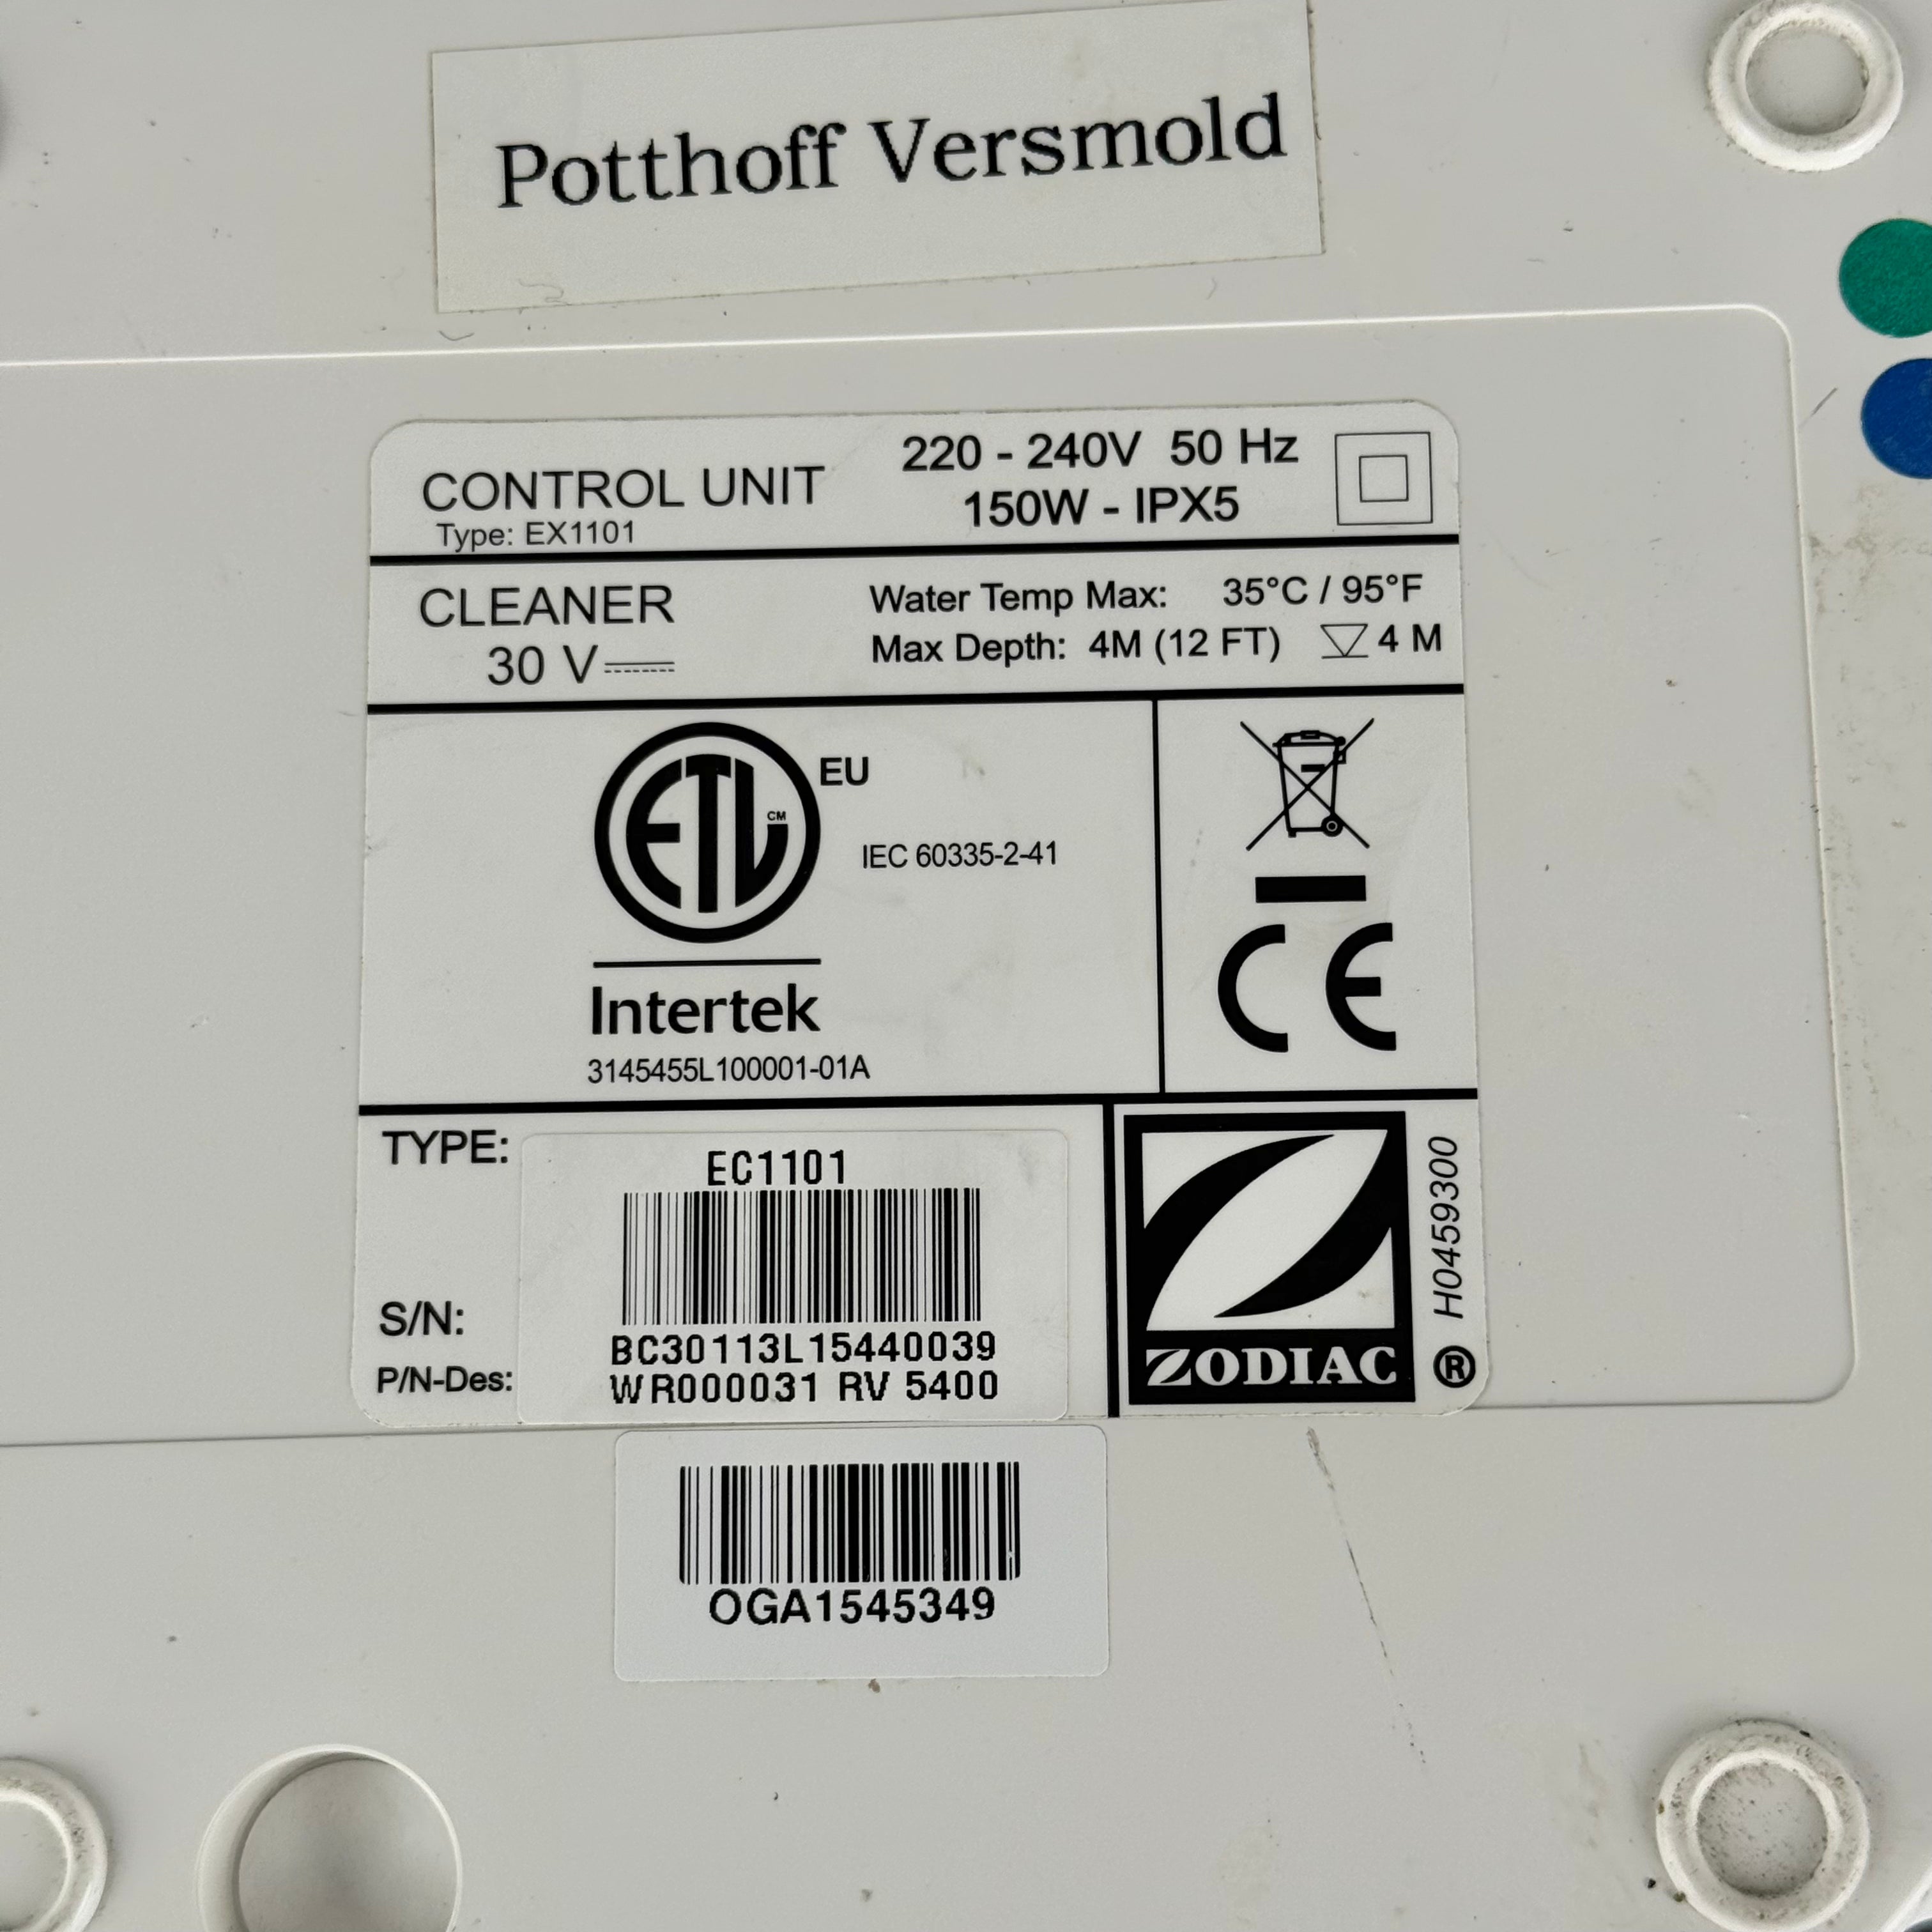 Potthoff Versmold
CONTROL UNIT
Type: EX1101
220 - 240V 50 Hz
150W - IPX5
CLEANER
30 V
Water Temp Max: 35°C / 95°F
Max Depth: 4M (12 FT) 4 M
ETL CM
EU
IEC 60335-2-41
Intertek
3145455L100001-01A
CE
TYPE: EC1101
S/N: BC30113L15440039
P/N-Des: WR000031 RV 5400
ZODIAC ®
H0459300
OGA1545349